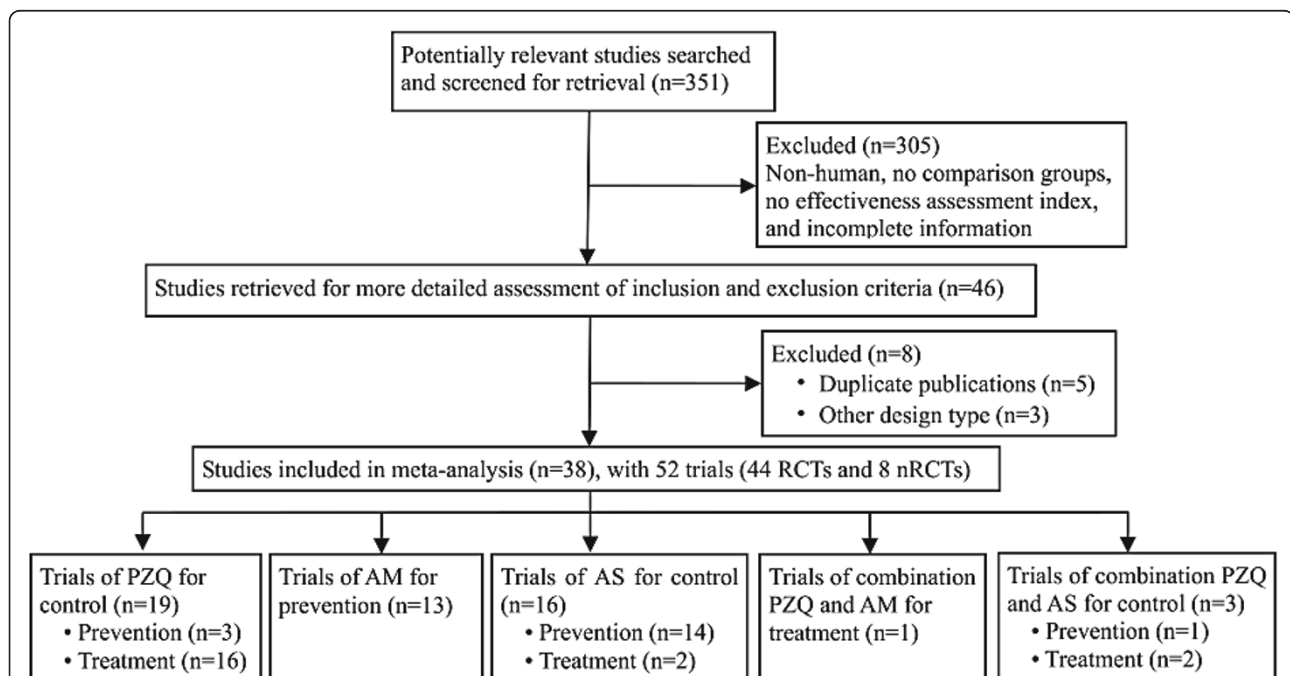 Potentially relevant studies searched
and screened for retrieval (n=351)
Excluded (n=305)
Non-human, no comparison groups,
no effectiveness assessment index,
and incomplete information
Studies retrieved for more detailed assessment of inclusion and exclusion criteria (n=46)
Excluded (n=8)
• Duplicate publications (n=5)
• Other design type (n=3)
Studies included in meta-analysis (n=38), with 52 trials (44 RCTs and 8 nRCTs)
Trials of PZQ for
control (n=19)
• Prevention (n=3)
• Treatment (n=16)
Trials of AM for
prevention (n=13)
Trials of AS for control
(n=16)
• Prevention (n=14)
• Treatment (n=2)
Trials of combination
PZQ and AM for
treatment (n=1)
Trials of combination PZQ
and AS for control (n=3)
• Prevention (n=1)
• Treatment (n=2)